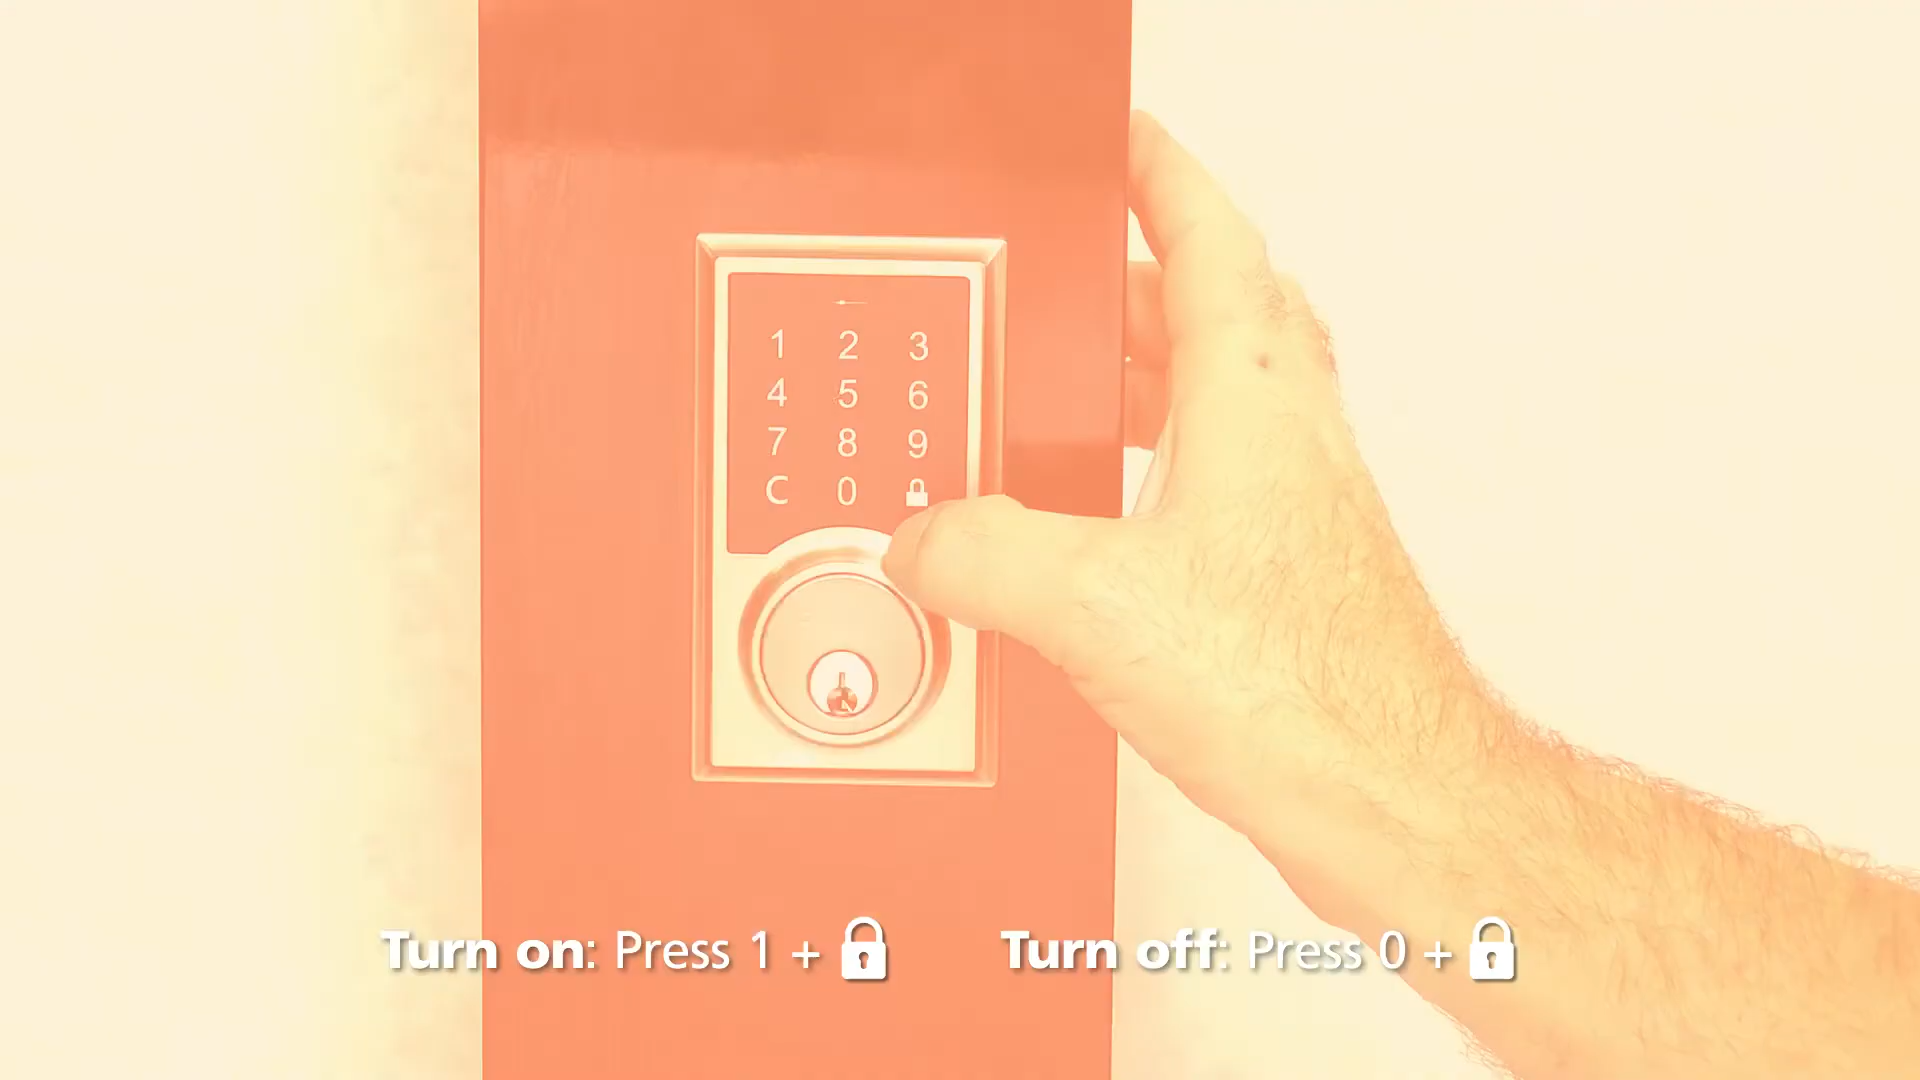 1 2 3
4 5 6
7 8 9
C 0
Turn on: Press 1 +
Turn off: Press 0 +